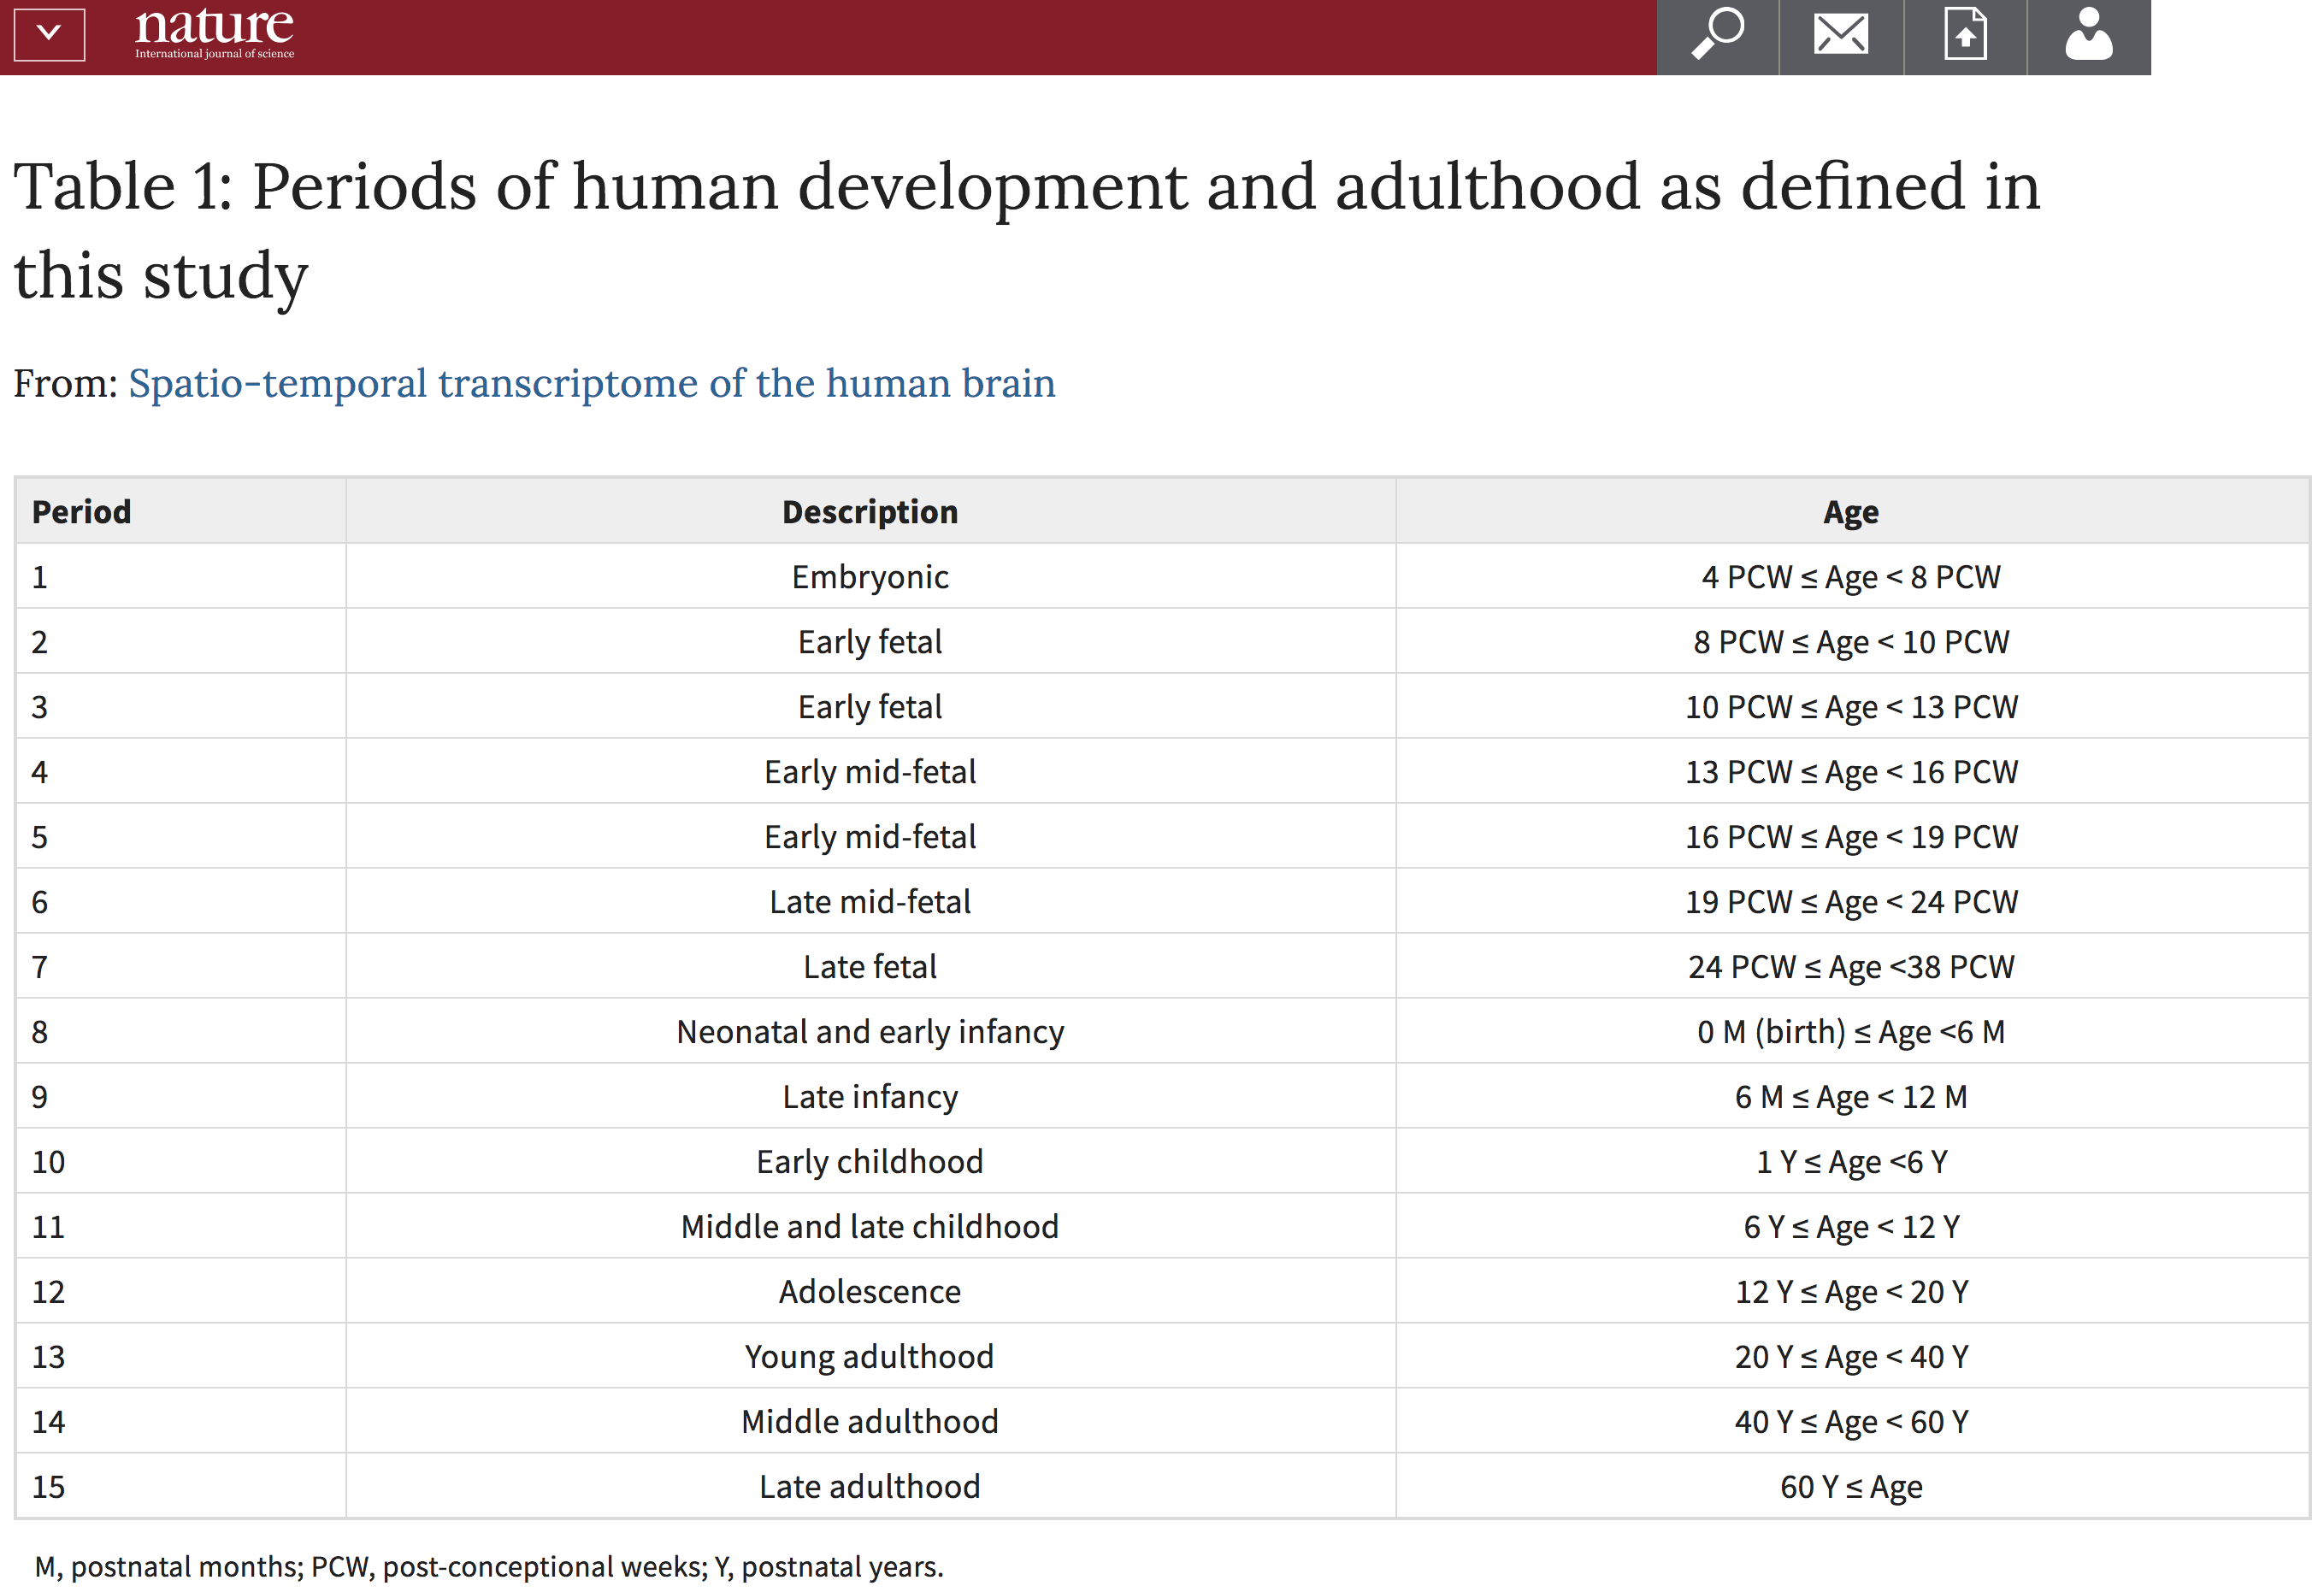 nature
International journal of science
Table 1: Periods of human development and adulthood as defined in
this study
From: Spatio-temporal transcriptome of the human brain
Period Description Age
1 Embryonic 4 PCW ≤ Age < 8 PCW
2 Early fetal 8 PCW ≤ Age < 10 PCW
3 Early fetal 10 PCW ≤ Age < 13 PCW
4 Early mid-fetal 13 PCW ≤ Age < 16 PCW
5 Early mid-fetal 16 PCW ≤ Age < 19 PCW
6 Late mid-fetal 19 PCW ≤ Age < 24 PCW
7 Late fetal 24 PCW ≤ Age <38 PCW
8 Neonatal and early infancy 0 M (birth) ≤ Age <6 M
9 Late infancy 6 M ≤ Age < 12 M
10 Early childhood 1 Y ≤ Age <6 Y
11 Middle and late childhood 6 Y ≤ Age < 12 Y
12 Adolescence 12 Y ≤ Age < 20 Y
13 Young adulthood 20 Y ≤ Age < 40 Y
14 Middle adulthood 40 Y ≤ Age < 60 Y
15 Late adulthood 60 Y ≤ Age
M, postnatal months; PCW, post-conceptional weeks; Y, postnatal years.